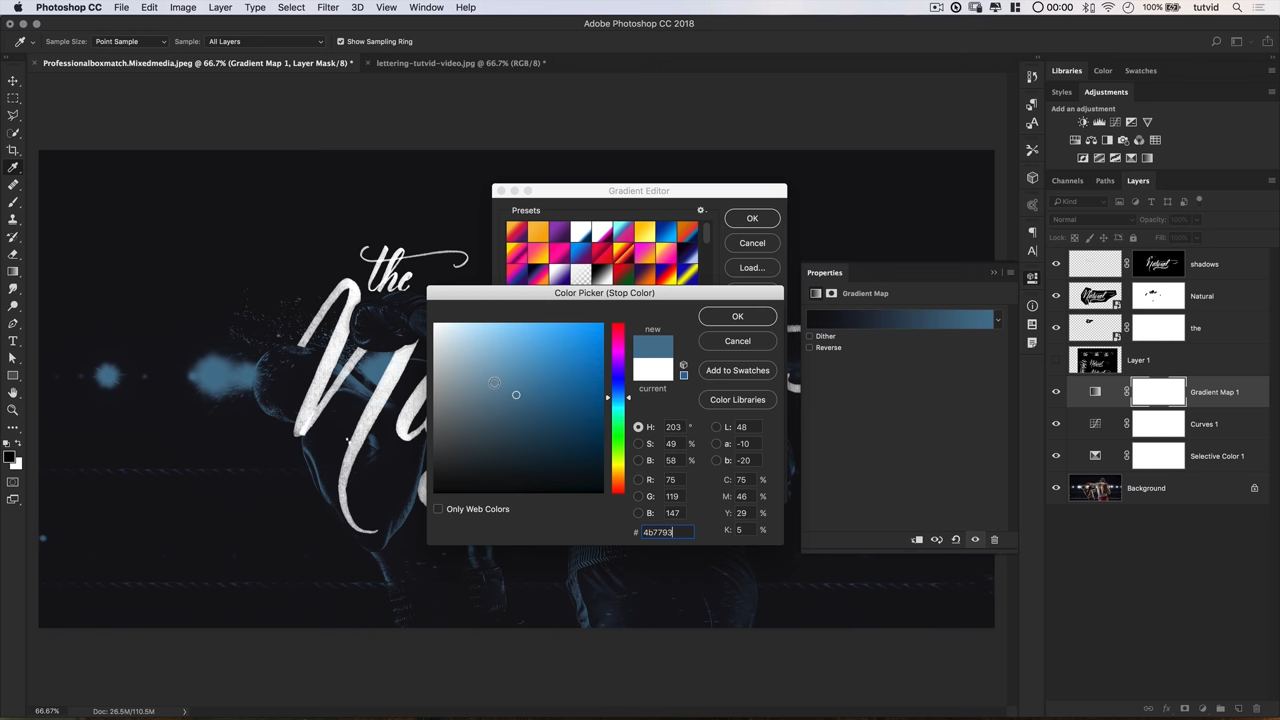 Photoshop CC File Edit Image Layer Type Select Filter 3D View Window Help 00:00 100% tutvid
Adobe Photoshop CC 2018
Sample Size: Point Sample Sample: All Layers Show Sampling Ring
Professionalboxmatch.Mixedmedia.jpeg @ 66.7% (Gradient Map 1, Layer Mask/8) * lettering-tutvid-video.jpg @ 66.7% (RGB/8) *
Libraries Color Swatches
Styles Adjustments
Add an adjustment
Channels Paths Layers
Kind
Normal Opacity: 100%
Lock: Fill: 100%
shadows
Natural
the
Layer 1
Gradient Map 1
Curves 1
Selective Color 1
Background
Gradient Editor
Presets
OK
Cancel
Load...
Properties
Gradient Map
Dither
Reverse
Color Picker (Stop Color)
new
current
OK
Cancel
Add to Swatches
Color Libraries
H: 203 ° L: 48
S: 49 % a: -10
B: 58 % b: -20
R: 75 C: 75 %
G: 119 M: 46 %
B: 147 Y: 29 %
# 4b7793 K: 5 %
Only Web Colors
the
66.67% Doc: 26.5M/110.5M